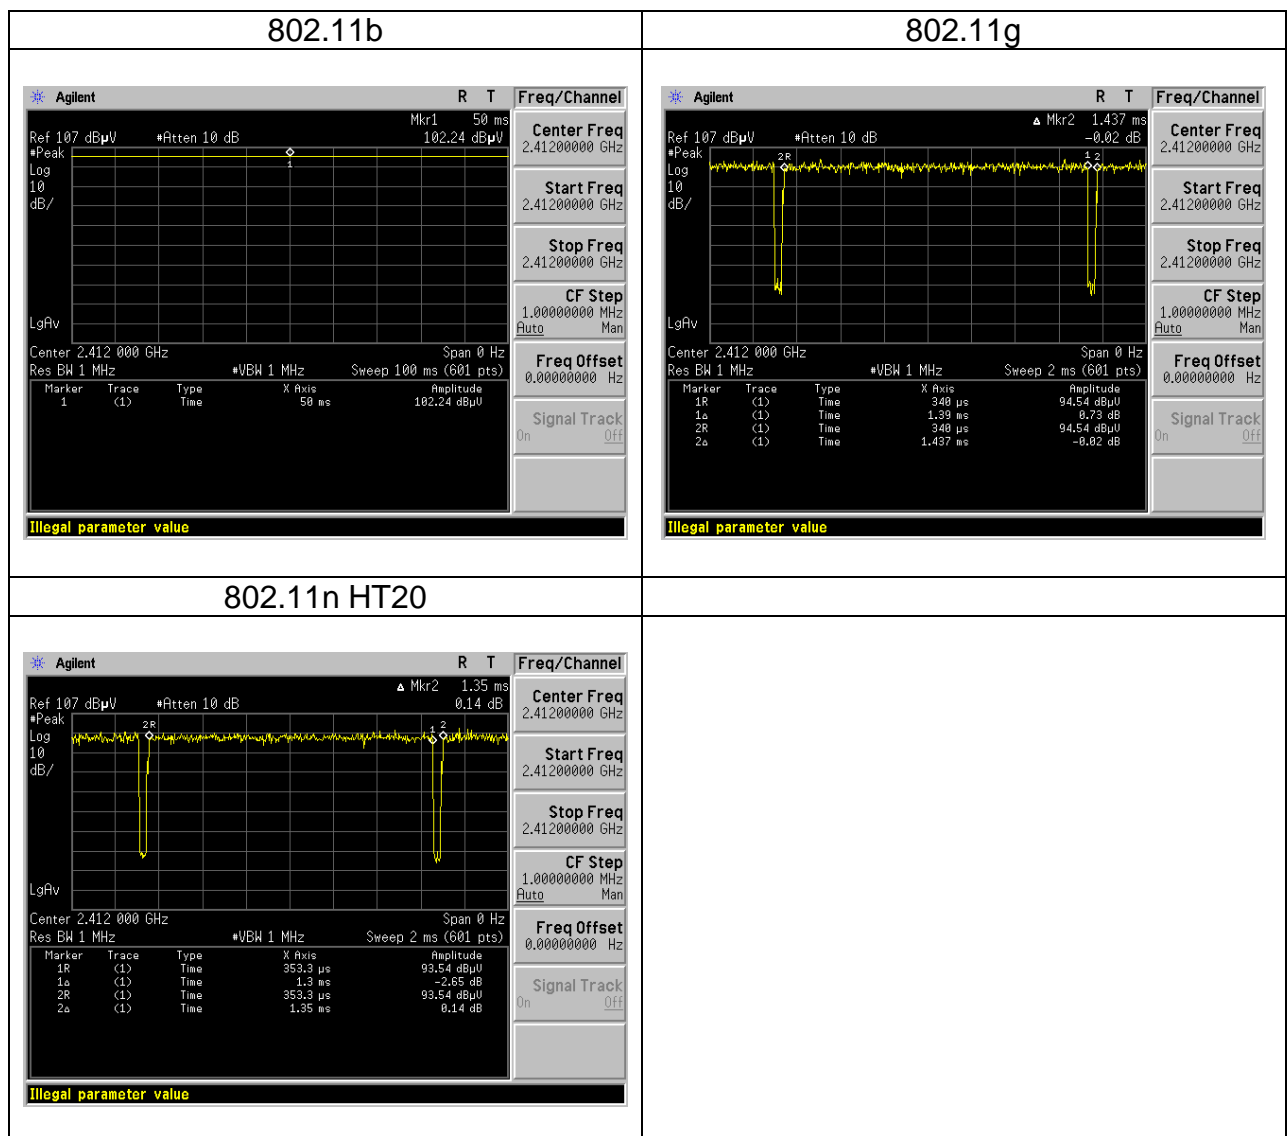 802.11b
802.11g
Agilent R T Freq/Channel
Mkr1 50 ms
Ref 107 dBµV #Atten 10 dB 102.24 dBµV
#Peak
Log
10
dB/
1
LgAv
Center 2.412 000 GHz Span 0 Hz
Res BW 1 MHz #VBW 1 MHz Sweep 100 ms (601 pts)
Marker Trace Type X Axis Amplitude
1 (1) Time 50 ms 102.24 dBµV
Center Freq
2.41200000 GHz
Start Freq
2.41200000 GHz
Stop Freq
2.41200000 GHz
CF Step
1.00000000 MHz
Auto Man
Freq Offset
0.00000000 Hz
Signal Track
On Off
Illegal parameter value
Agilent R T Freq/Channel
Δ Mkr2 1.437 ms
Ref 107 dBµV #Atten 10 dB -0.02 dB
#Peak
Log
10
dB/
2R 1 2
LgAv
Center 2.412 000 GHz Span 0 Hz
Res BW 1 MHz #VBW 1 MHz Sweep 2 ms (601 pts)
Marker Trace Type X Axis Amplitude
1R (1) Time 340 µs 94.54 dBµV
1Δ (1) Time 1.39 ms 0.73 dB
2R (1) Time 340 µs 94.54 dBµV
2Δ (1) Time 1.437 ms -0.02 dB
Center Freq
2.41200000 GHz
Start Freq
2.41200000 GHz
Stop Freq
2.41200000 GHz
CF Step
1.00000000 MHz
Auto Man
Freq Offset
0.00000000 Hz
Signal Track
On Off
Illegal parameter value
802.11n HT20
Agilent R T Freq/Channel
Δ Mkr2 1.35 ms
Ref 107 dBµV #Atten 10 dB 0.14 dB
#Peak
Log
10
dB/
2R 1 2
LgAv
Center 2.412 000 GHz Span 0 Hz
Res BW 1 MHz #VBW 1 MHz Sweep 2 ms (601 pts)
Marker Trace Type X Axis Amplitude
1R (1) Time 353.3 µs 93.54 dBµV
1Δ (1) Time 1.3 ms -2.65 dB
2R (1) Time 353.3 µs 93.54 dBµV
2Δ (1) Time 1.35 ms 0.14 dB
Center Freq
2.41200000 GHz
Start Freq
2.41200000 GHz
Stop Freq
2.41200000 GHz
CF Step
1.00000000 MHz
Auto Man
Freq Offset
0.00000000 Hz
Signal Track
On Off
Illegal parameter value